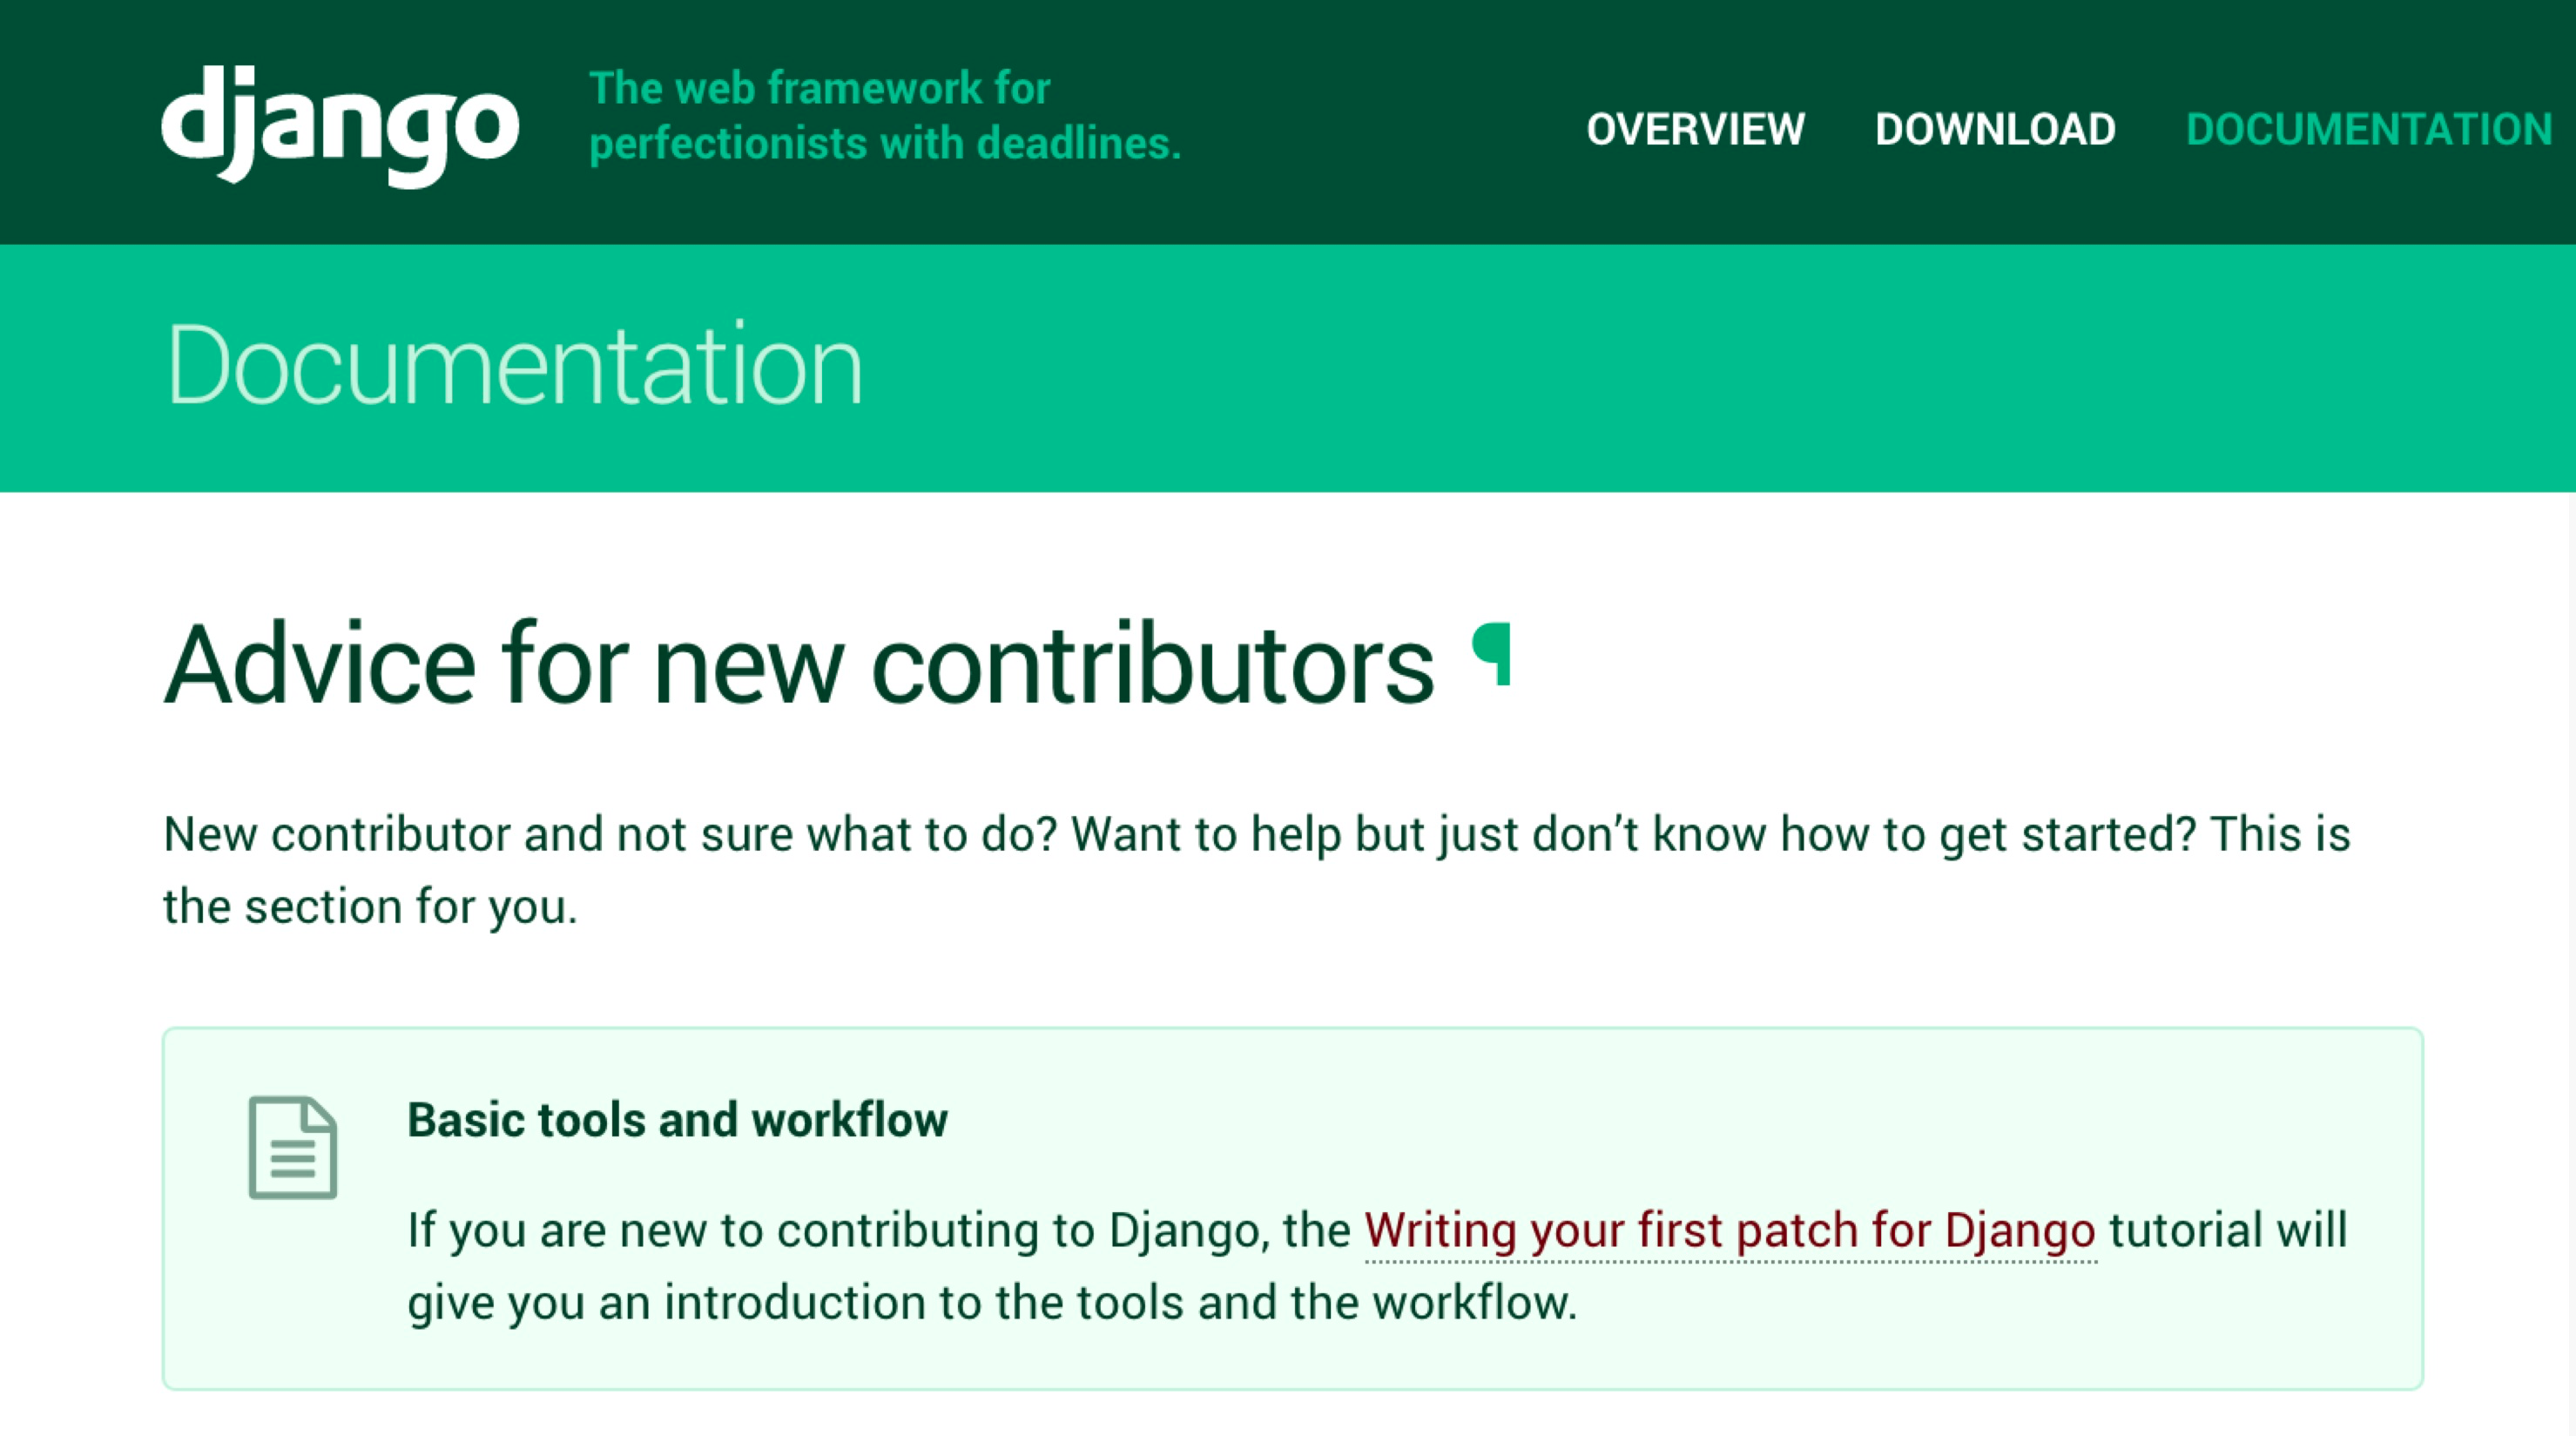 django
The web framework for
perfectionists with deadlines.
OVERVIEW DOWNLOAD DOCUMENTATION
Documentation
Advice for new contributors ¶
New contributor and not sure what to do? Want to help but just don’t know how to get started? This is
the section for you.
Basic tools and workflow
If you are new to contributing to Django, the Writing your first patch for Django tutorial will
give you an introduction to the tools and the workflow.